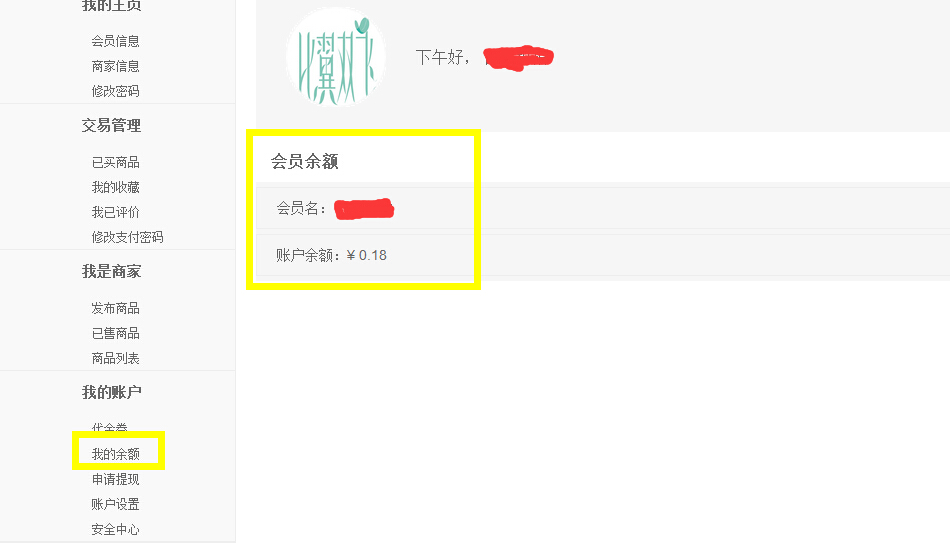 我的主页
会员信息
商家信息
修改密码
交易管理
已买商品
我的收藏
我已评价
修改支付密码
我是商家
发布商品
已售商品
商品列表
我的账户
代金券
我的余额
申请提现
账户设置
安全中心
比翼双飞
下午好，
会员余额
会员名：
账户余额：¥ 0.18